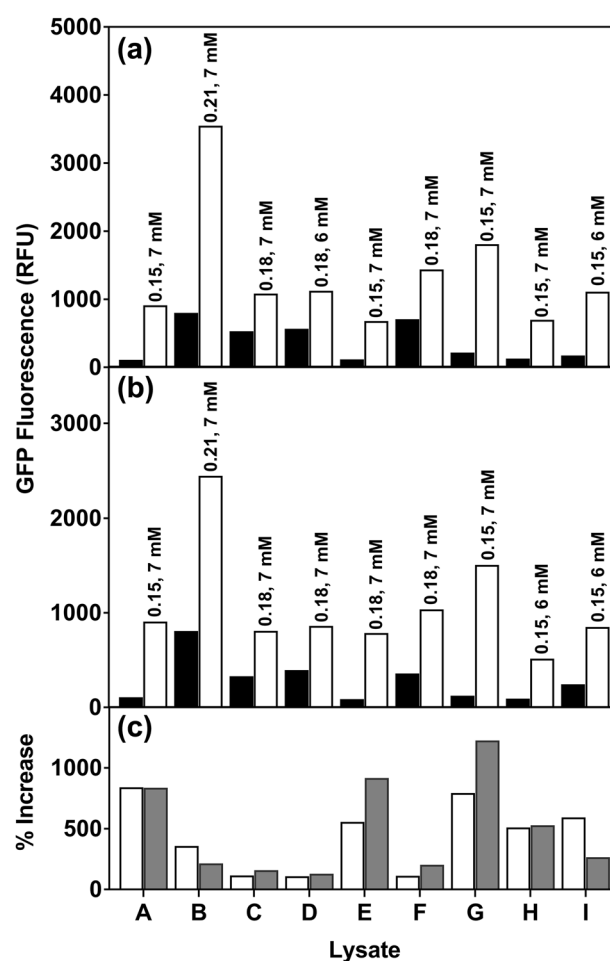 (a)
5000
4000
3000
2000
1000
0
0.15, 7 mM
0.21, 7 mM
0.18, 7 mM
0.18, 6 mM
0.15, 7 mM
0.18, 7 mM
0.15, 7 mM
0.15, 7 mM
0.15, 6 mM
GFP Fluorescence (RFU)
(b)
3000
2000
1000
0
0.15, 7 mM
0.21, 7 mM
0.18, 7 mM
0.18, 7 mM
0.18, 7 mM
0.18, 7 mM
0.15, 7 mM
0.15, 6 mM
0.15, 6 mM
(c)
% Increase
1000
500
0
A B C D E F G H I
Lysate